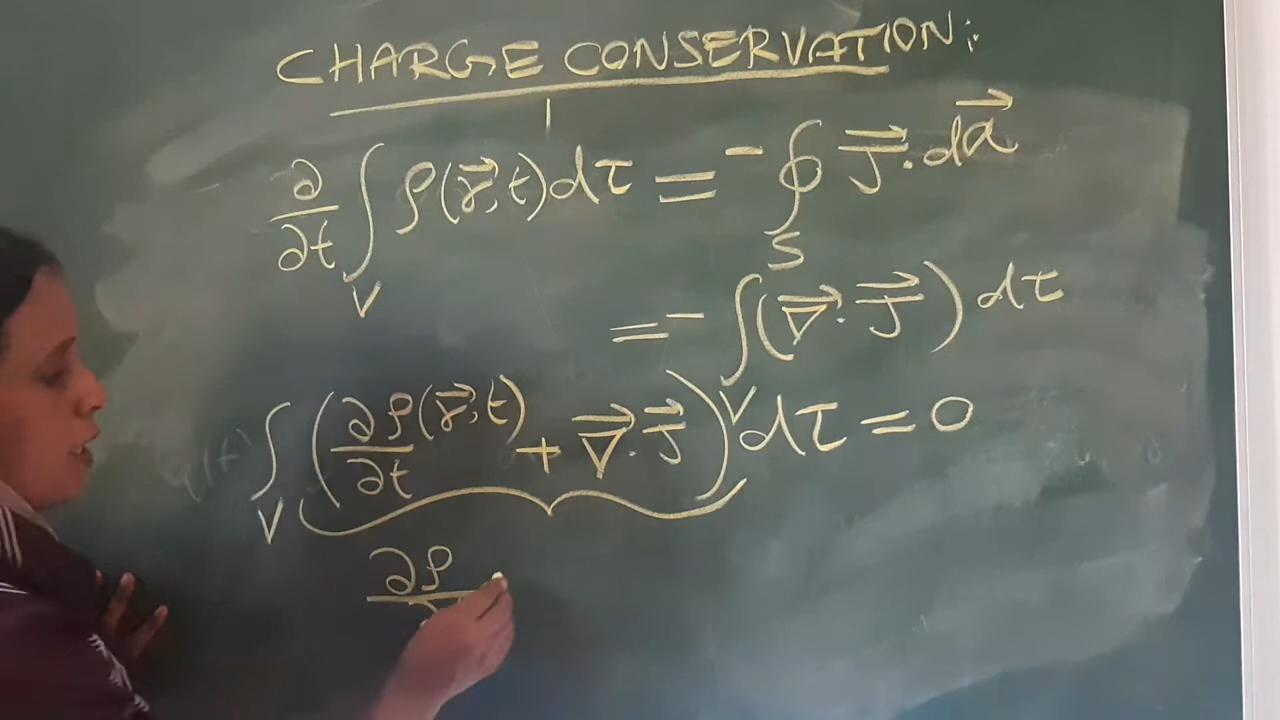 CHARGE CONSERVATION:
∂/∂t ∫_V ρ(r⃗,t)dτ = - ∮_S J⃗·da⃗
= - ∫_V (∇⃗·J⃗) dτ
∫_V (∂ρ(r⃗,t)/∂t + ∇⃗·J⃗) dτ = 0
∂ρ